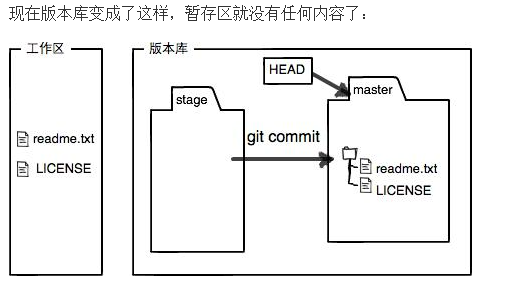 现在版本库变成了这样，暂存区就没有任何内容了：
工作区
版本库
HEAD
stage
master
readme.txt
LICENSE
git commit
readme.txt
LICENSE